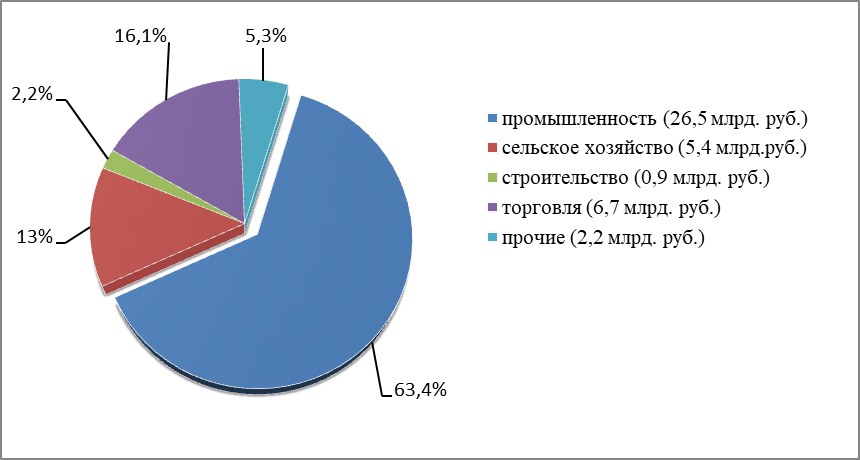 16,1%
5,3%
2,2%
13%
63,4%
промышленность (26,5 млрд. руб.)
сельское хозяйство (5,4 млрд.руб.)
строительство (0,9 млрд. руб.)
торговля (6,7 млрд. руб.)
прочие (2,2 млрд. руб.)